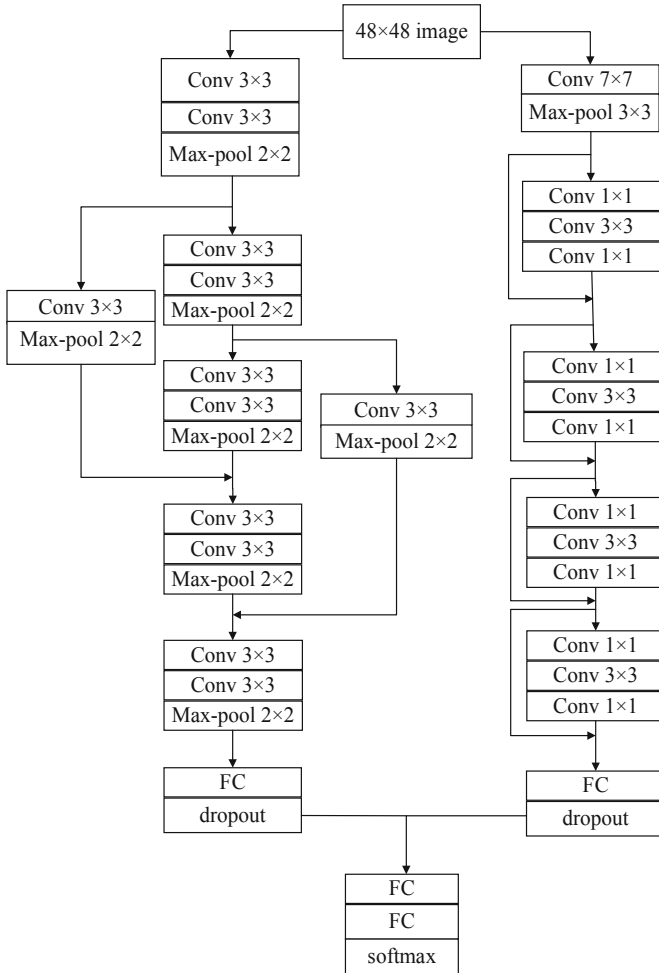 48×48 image
Conv 3×3
Conv 3×3
Max-pool 2×2
Conv 3×3
Conv 3×3
Max-pool 2×2
Conv 3×3
Max-pool 2×2
Conv 3×3
Conv 3×3
Max-pool 2×2
Conv 3×3
Max-pool 2×2
Conv 3×3
Conv 3×3
Max-pool 2×2
Conv 3×3
Conv 3×3
Max-pool 2×2
FC
dropout
Conv 7×7
Max-pool 3×3
Conv 1×1
Conv 3×3
Conv 1×1
Conv 1×1
Conv 3×3
Conv 1×1
Conv 1×1
Conv 3×3
Conv 1×1
Conv 1×1
Conv 3×3
Conv 1×1
FC
dropout
FC
FC
softmax